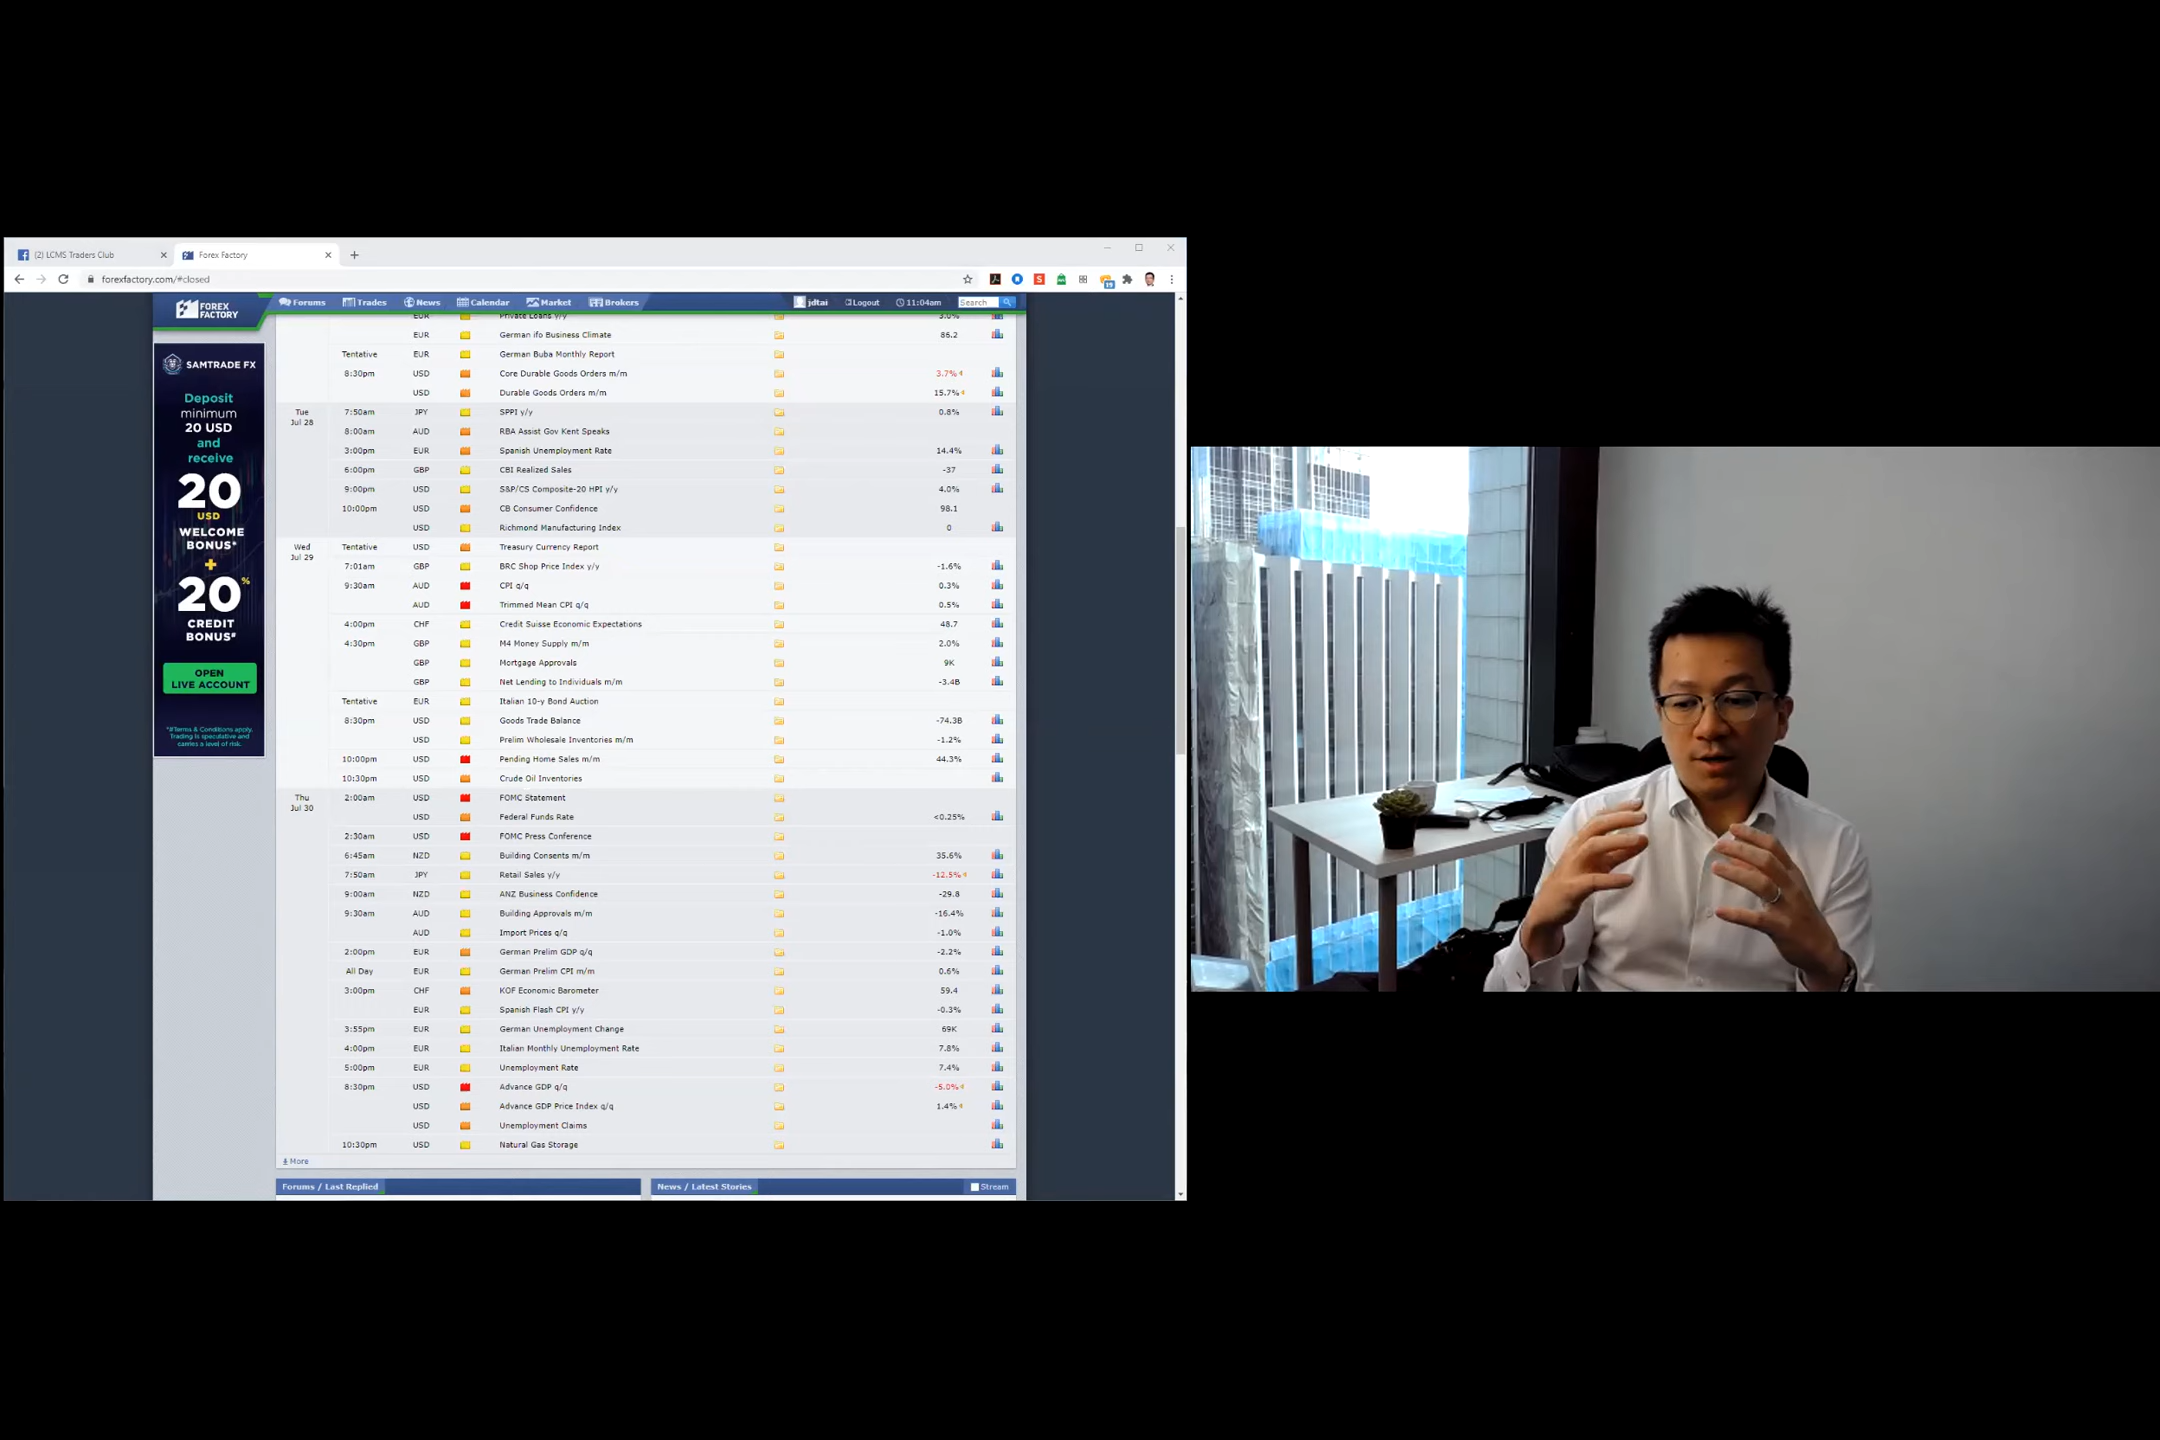 (2) LCMS Traders Club
Forex Factory
forexfactory.com/#closed
19
FOREX FACTORY
Forums Trades News Calendar Market Brokers
jdtai Logout 11:04am Search
SAMTRADE FX
Deposit
minimum
20 USD
and
receive
20
USD
WELCOME
BONUS*
+
20%
CREDIT
BONUS#
OPEN
LIVE ACCOUNT
*#Terms & Conditions apply.
Trading is speculative and
carries a level of risk.
EUR Private Loans y/y 3.0%
EUR German ifo Business Climate 86.2
Tentative EUR German Buba Monthly Report
8:30pm USD Core Durable Goods Orders m/m 3.7%
USD Durable Goods Orders m/m 15.7%
Tue Jul 28 7:50am JPY SPPI y/y 0.8%
8:00am AUD RBA Assist Gov Kent Speaks
3:00pm EUR Spanish Unemployment Rate 14.4%
6:00pm GBP CBI Realized Sales -37
9:00pm USD S&P/CS Composite-20 HPI y/y 4.0%
10:00pm USD CB Consumer Confidence 98.1
USD Richmond Manufacturing Index 0
Wed Jul 29 Tentative USD Treasury Currency Report
7:01am GBP BRC Shop Price Index y/y -1.6%
9:30am AUD CPI q/q 0.3%
AUD Trimmed Mean CPI q/q 0.5%
4:00pm CHF Credit Suisse Economic Expectations 48.7
4:30pm GBP M4 Money Supply m/m 2.0%
GBP Mortgage Approvals 9K
GBP Net Lending to Individuals m/m -3.4B
Tentative EUR Italian 10-y Bond Auction
8:30pm USD Goods Trade Balance -74.3B
USD Prelim Wholesale Inventories m/m -1.2%
10:00pm USD Pending Home Sales m/m 44.3%
10:30pm USD Crude Oil Inventories
Thu Jul 30 2:00am USD FOMC Statement
USD Federal Funds Rate <0.25%
2:30am USD FOMC Press Conference
6:45am NZD Building Consents m/m 35.6%
7:50am JPY Retail Sales y/y -12.5%
9:00am NZD ANZ Business Confidence -29.8
9:30am AUD Building Approvals m/m -16.4%
AUD Import Prices q/q -1.0%
2:00pm EUR German Prelim GDP q/q -2.2%
All Day EUR German Prelim CPI m/m 0.6%
3:00pm CHF KOF Economic Barometer 59.4
EUR Spanish Flash CPI y/y -0.3%
3:55pm EUR German Unemployment Change 69K
4:00pm EUR Italian Monthly Unemployment Rate 7.8%
5:00pm EUR Unemployment Rate 7.4%
8:30pm USD Advance GDP q/q -5.0%
USD Advance GDP Price Index q/q 1.4%
USD Unemployment Claims
10:30pm USD Natural Gas Storage
More
Forums / Last Replied
News / Latest Stories
Stream